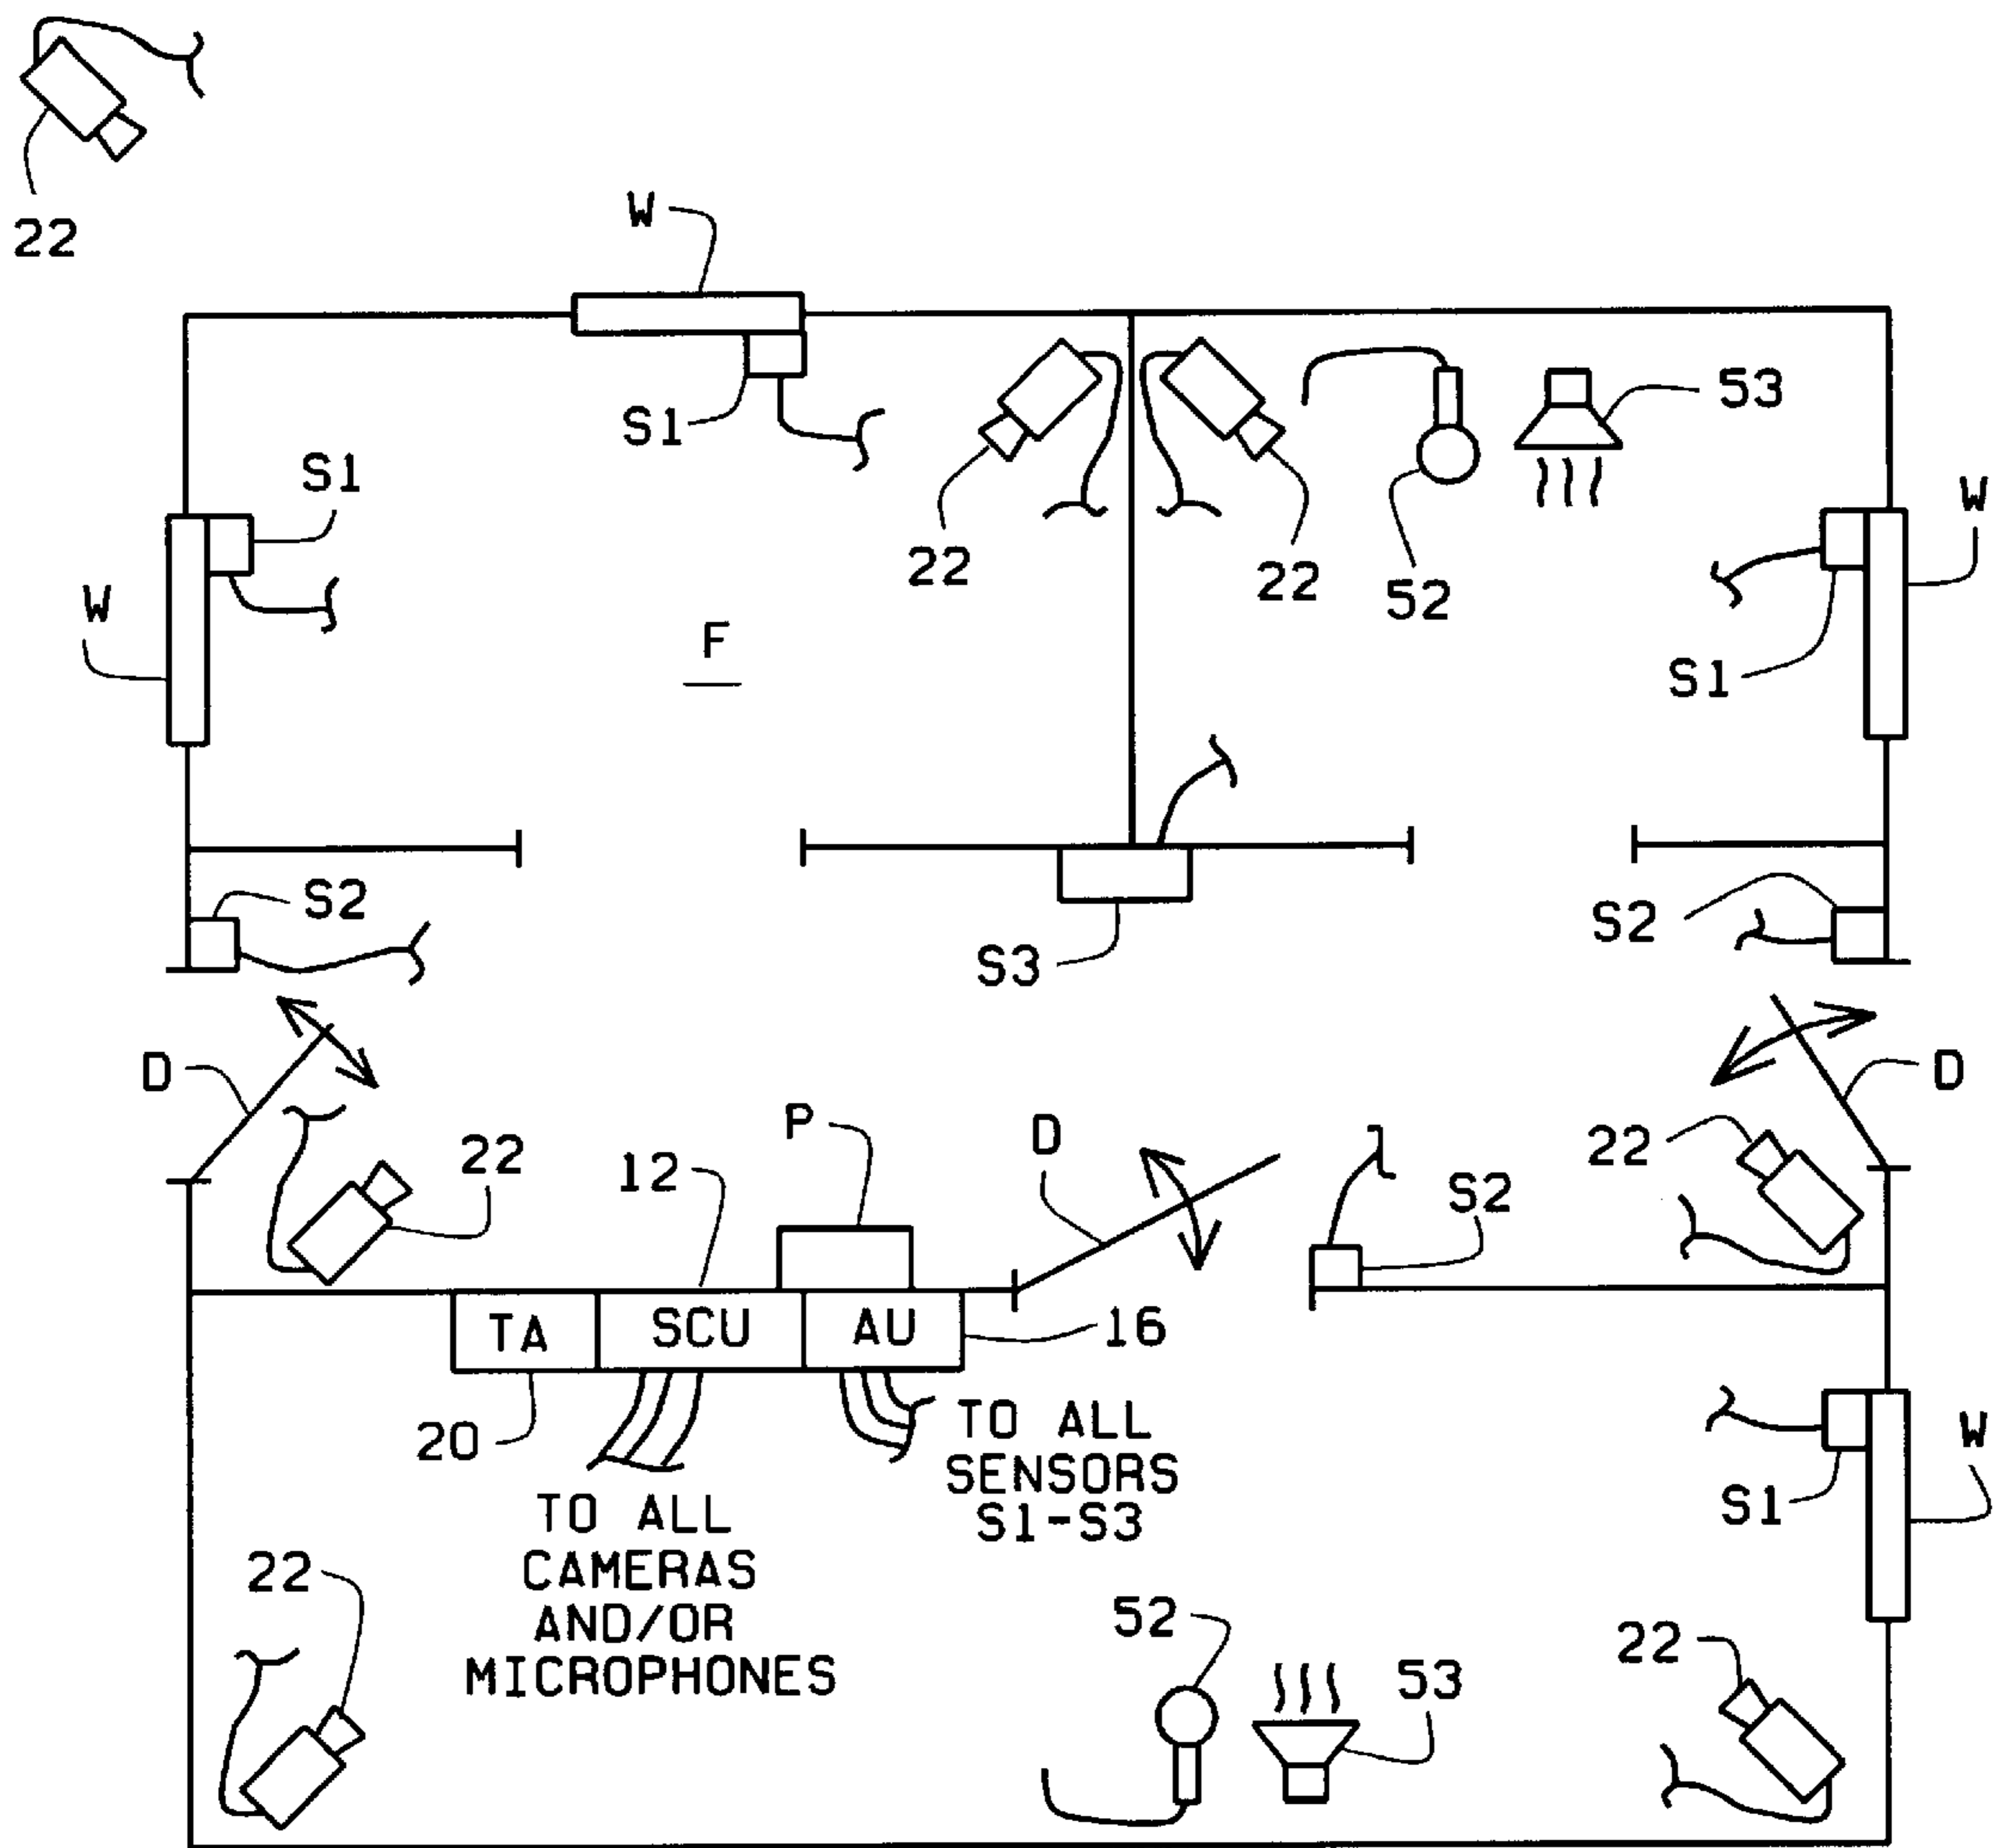 22
W
53
S1
S1
W
22
22
52
W
F
S1
S2
S2
S3
D
D
P
D
22
12
22
S2
TA
SCU
AU
16
20
TO ALL
SENSORS
S1-S3
W
S1
TO ALL
CAMERAS
AND/OR
MICROPHONES
22
52
22
53